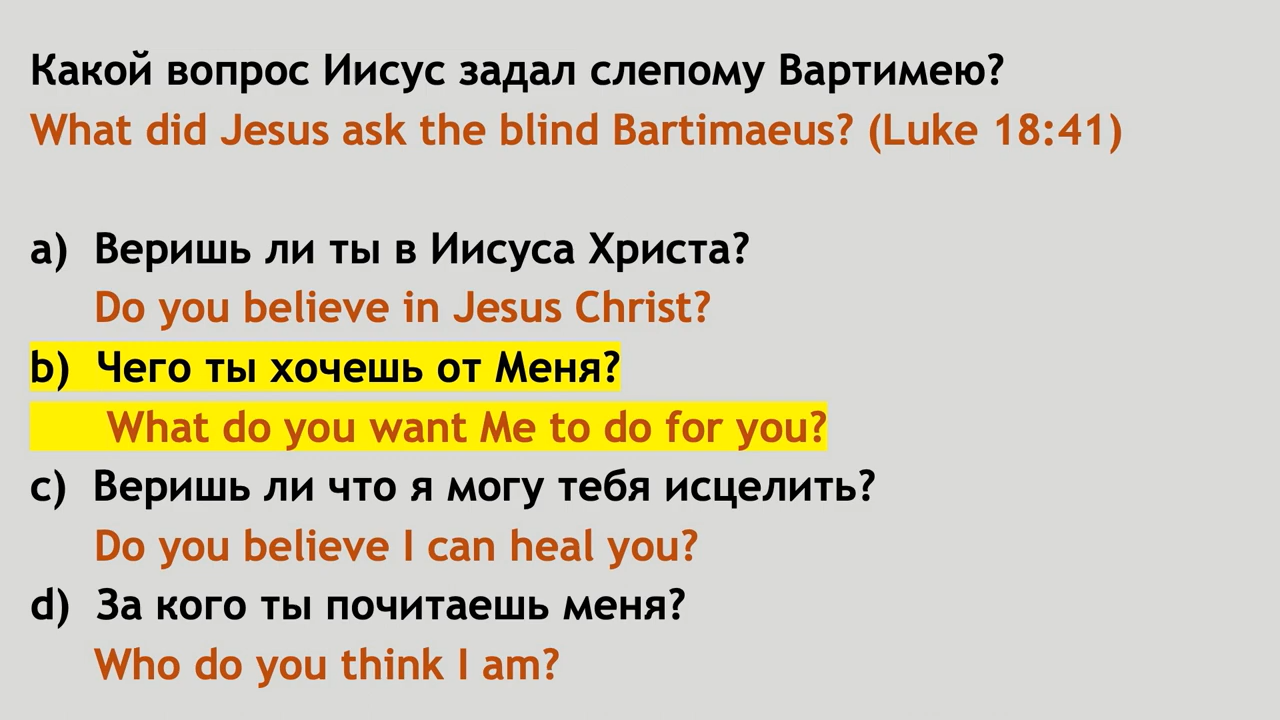 Какой вопрос Иисус задал слепому Вартимею?
What did Jesus ask the blind Bartimaeus? (Luke 18:41)
a) Веришь ли ты в Иисуса Христа?
Do you believe in Jesus Christ?
b) Чего ты хочешь от Меня?
What do you want Me to do for you?
c) Веришь ли что я могу тебя исцелить?
Do you believe I can heal you?
d) За кого ты почитаешь меня?
Who do you think I am?